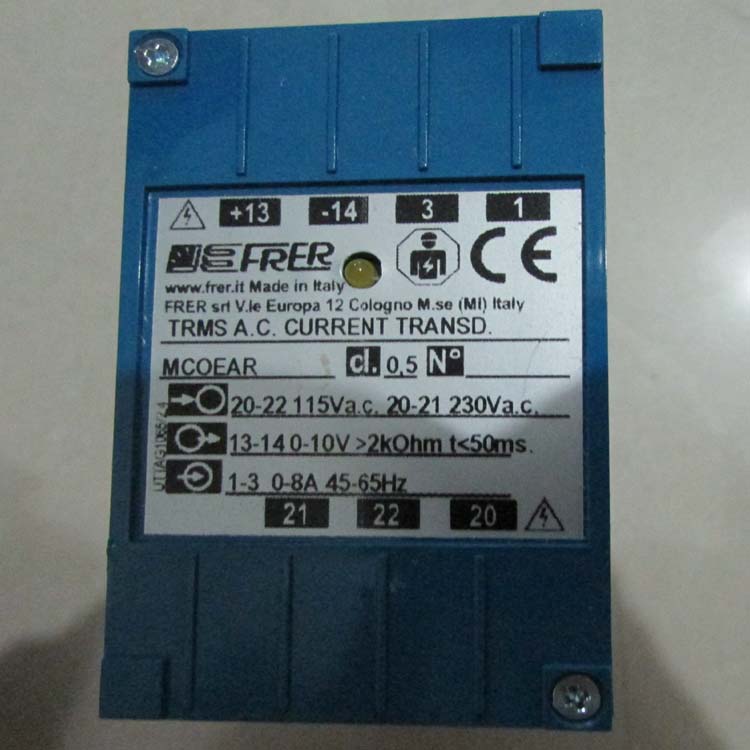 +13 -14 3 1
FRER CE
www.frer.it Made in Italy
FRER srl V.le Europa 12 Cologno M.se (MI) Italy
TRMS A.C. CURRENT TRANSD.
MCOEAR cl. 0,5 N°
20-22 115Va.c. 20-21 230Va.c.
13-14 0-10V >2kOhm t<50ms.
1-3 0-8A 45-65Hz
21 22 20